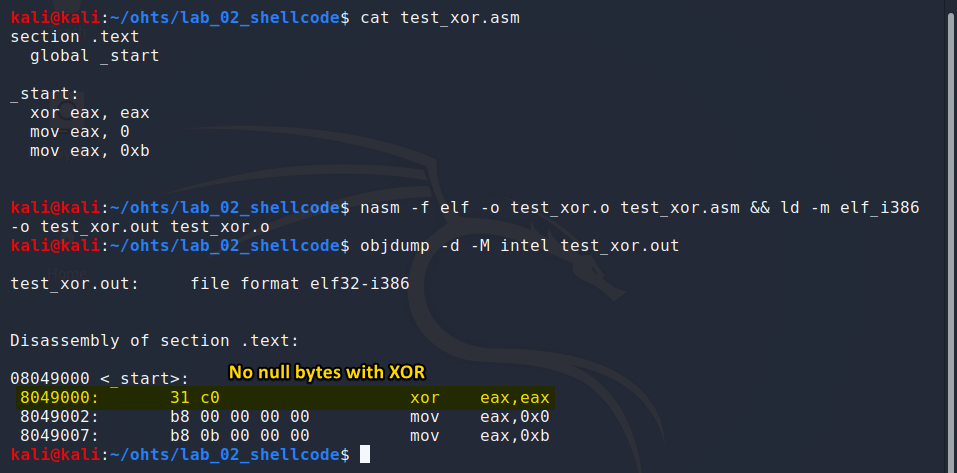 kali@kali:~/ohts/lab_02_shellcode$ cat test_xor.asm
section .text
  global _start
_start:
  xor eax, eax
  mov eax, 0
  mov eax, 0xb
kali@kali:~/ohts/lab_02_shellcode$ nasm -f elf -o test_xor.o test_xor.asm && ld -m elf_i386
-o test_xor.out test_xor.o
kali@kali:~/ohts/lab_02_shellcode$ objdump -d -M intel test_xor.out
test_xor.out:     file format elf32-i386
Disassembly of section .text:
No null bytes with XOR
08049000 <_start>:
 8049000:       31 c0                   xor    eax,eax
 8049002:       b8 00 00 00 00          mov    eax,0x0
 8049007:       b8 0b 00 00 00          mov    eax,0xb
kali@kali:~/ohts/lab_02_shellcode$